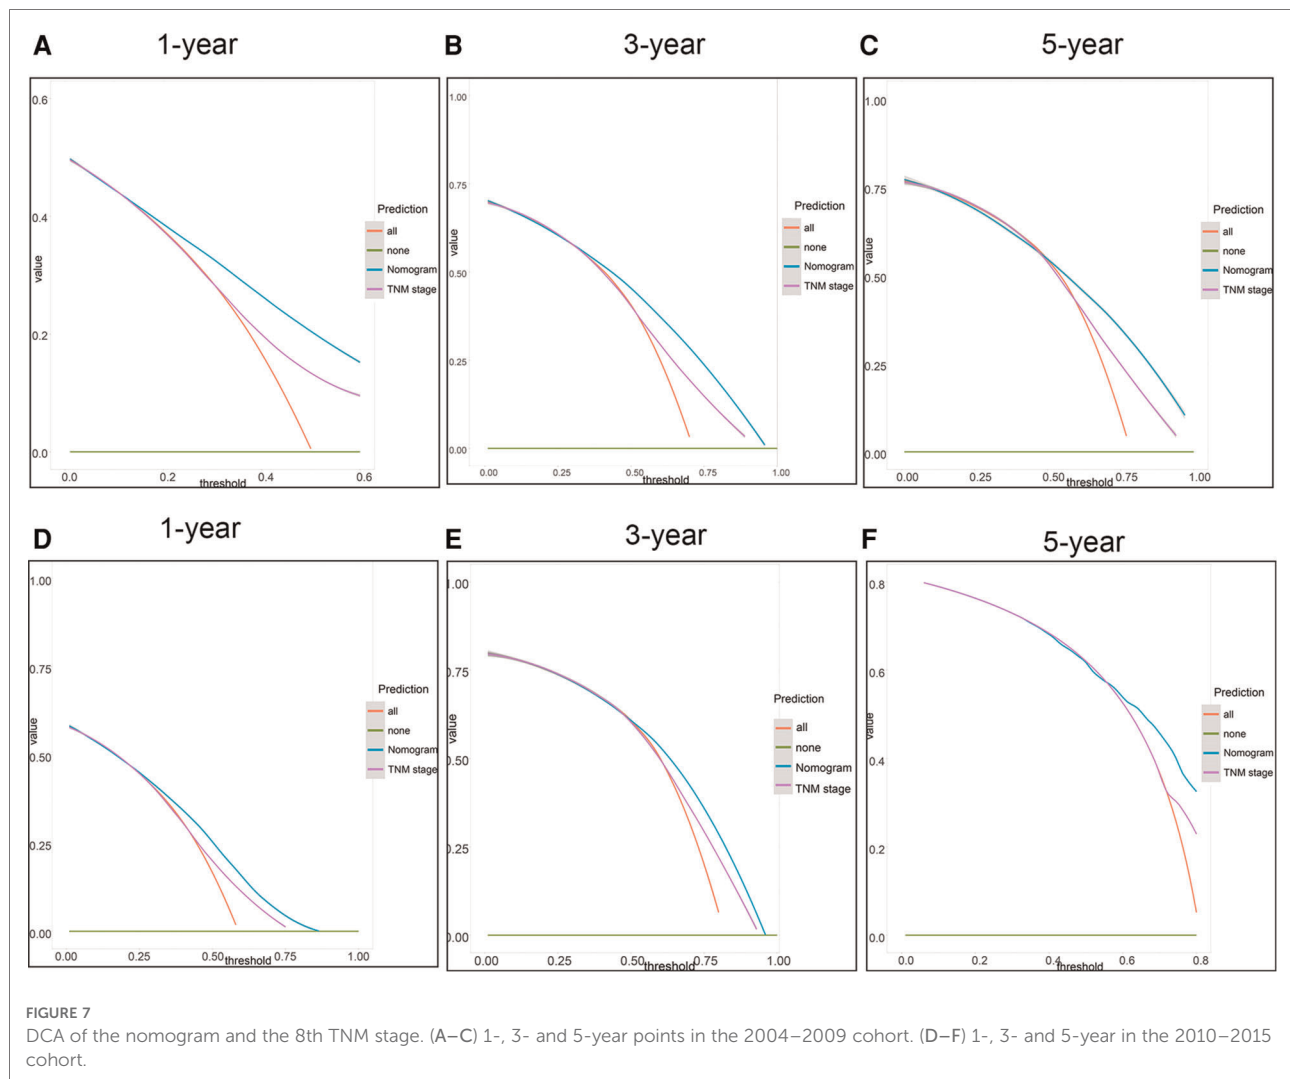 A 1-year
0.6
0.4
0.2
0.0
value
0.0 0.2 0.4 0.6
threshold
Prediction
all
none
Nomogram
TNM stage
B 3-year
1.00
0.75
0.50
0.25
0.00
value
0.00 0.25 0.50 0.75 1.00
threshold
Prediction
all
none
Nomogram
TNM stage
C 5-year
1.00
0.75
0.50
0.25
0.00
value
0.00 0.25 0.50 0.75 1.00
threshold
Prediction
all
none
Nomogram
TNM stage
D 1-year
1.00
0.75
0.50
0.25
0.00
value
0.00 0.25 0.50 0.75 1.00
threshold
Prediction
all
none
Nomogram
TNM stage
E 3-year
1.00
0.75
0.50
0.25
0.00
value
0.00 0.25 0.50 0.75 1.00
threshold
Prediction
all
none
Nomogram
TNM stage
F 5-year
0.8
0.6
0.4
0.2
0.0
value
0.0 0.2 0.4 0.6 0.8
threshold
Prediction
all
none
Nomogram
TNM stage
FIGURE 7
DCA of the nomogram and the 8th TNM stage. (A–C) 1-, 3- and 5-year points in the 2004–2009 cohort. (D–F) 1-, 3- and 5-year in the 2010–2015
cohort.